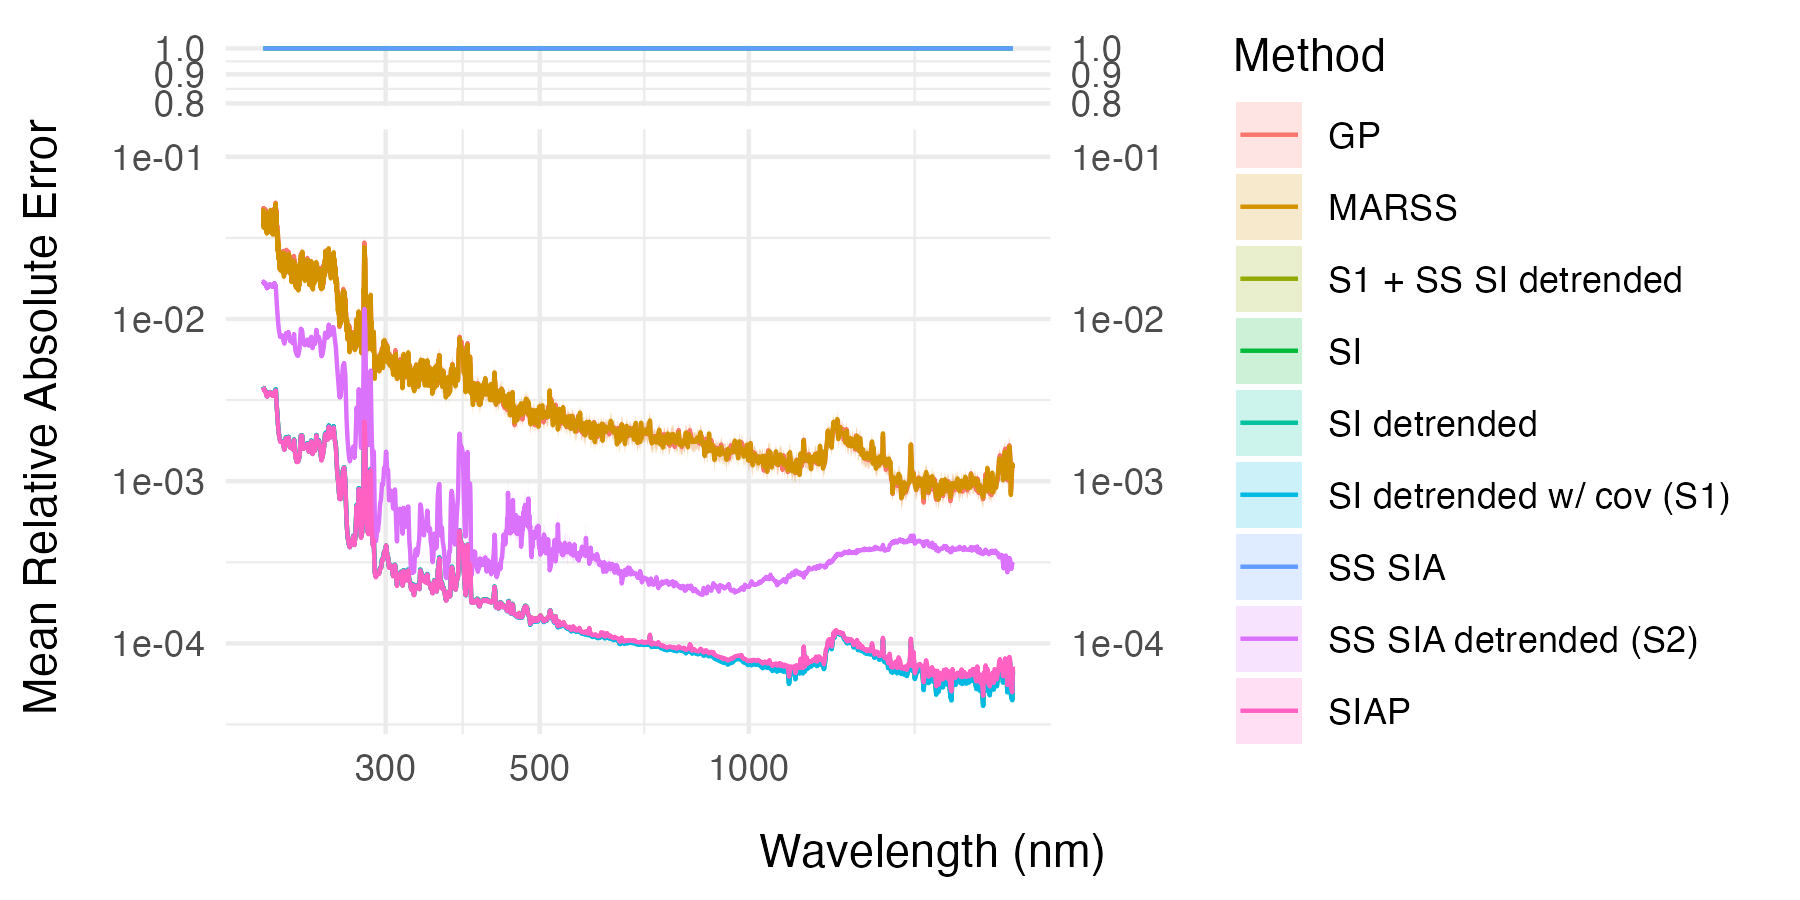 Mean Relative Absolute Error
1.0
0.9
0.8
1e-01
1e-02
1e-03
1e-04
1.0
0.9
0.8
1e-01
1e-02
1e-03
1e-04
300
500
1000
Wavelength (nm)
Method
GP
MARSS
S1 + SS SI detrended
SI
SI detrended
SI detrended w/ cov (S1)
SS SIA
SS SIA detrended (S2)
SIAP